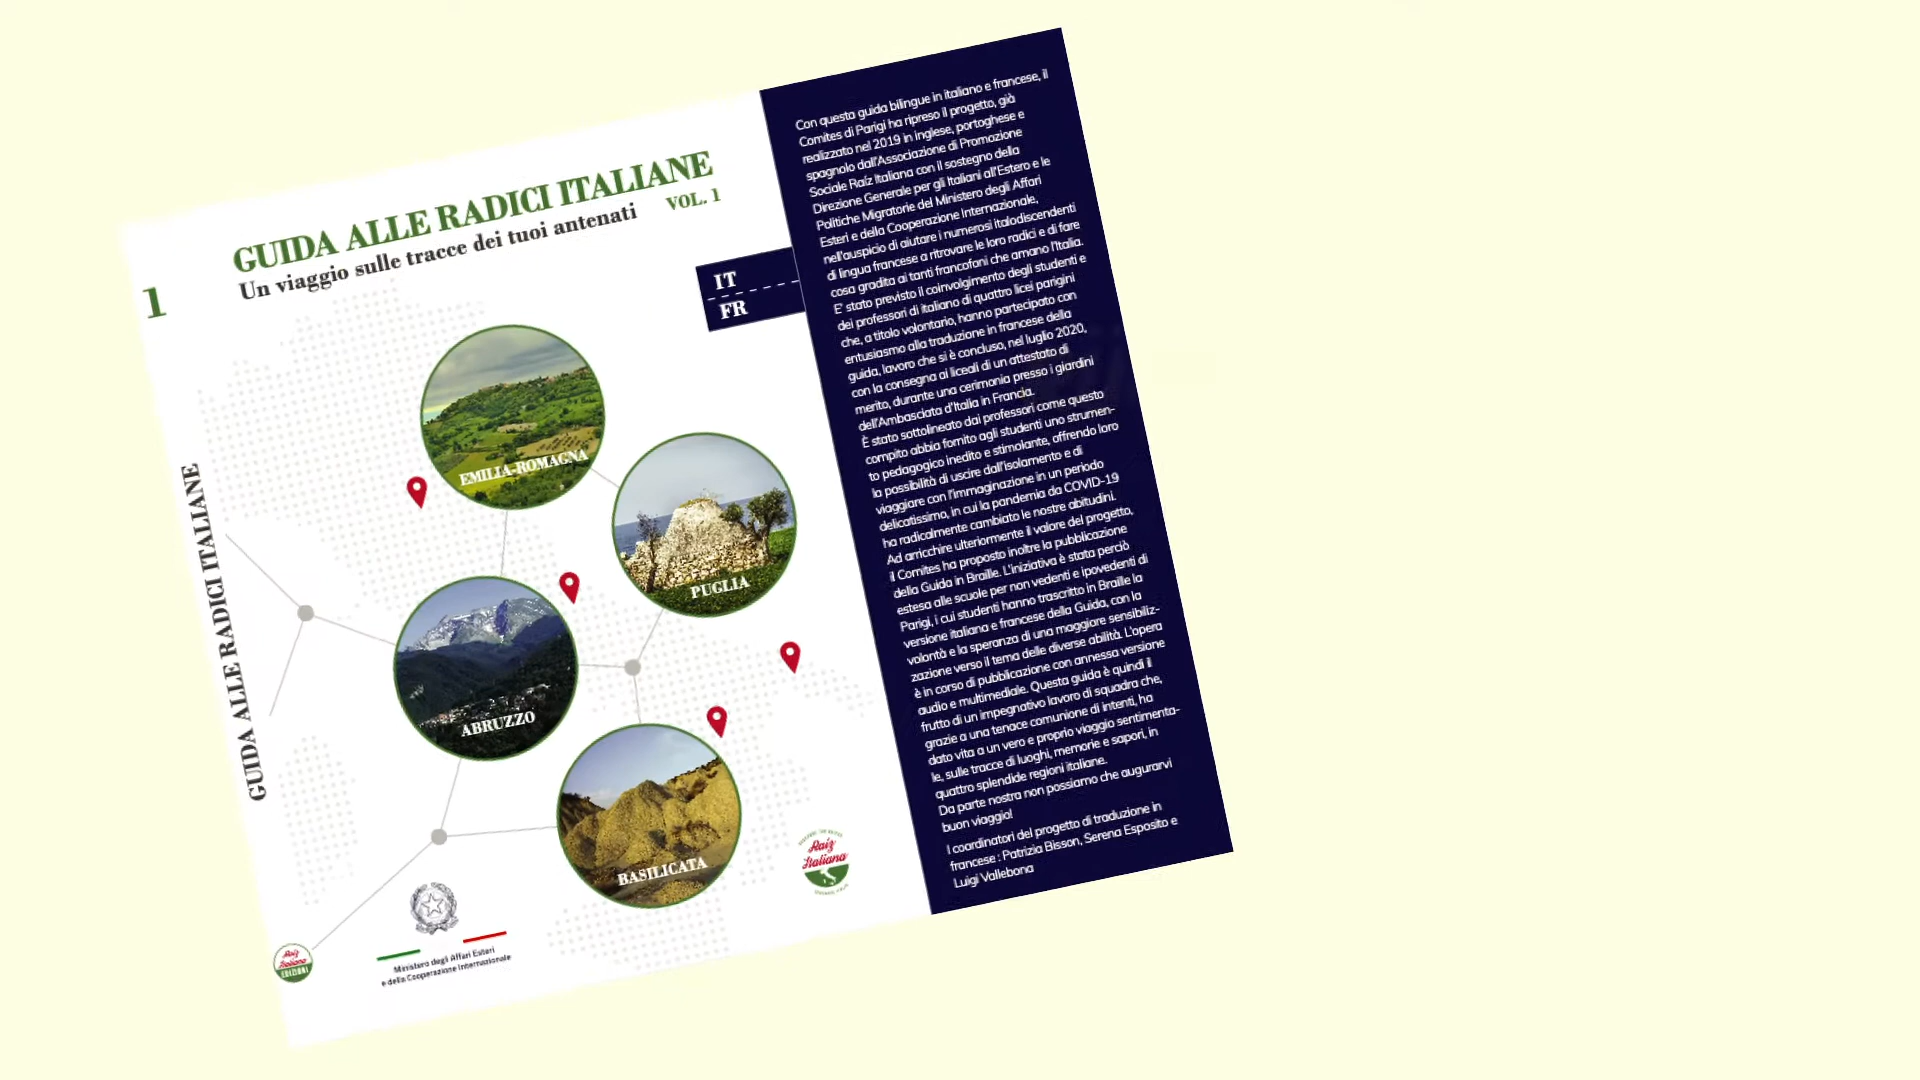 GUIDA ALLE RADICI ITALIANE
Un viaggio sulle tracce dei tuoi antenati
VOL. 1
1
GUIDA ALLE RADICI ITALIANE
IT
FR
EMILIA-ROMAGNA
PUGLIA
ABRUZZO
BASILICATA
Raíz
Italiana
Raíz
Italiana
EDIZIONI
Ministero degli Affari Esteri
e della Cooperazione Internazionale
Con questa guida bilingue in italiano e francese, il
Comites di Parigi ha ripreso il progetto, già
realizzato nel 2019 in inglese, portoghese e
spagnolo dall'Associazione di Promozione
Sociale Raíz Italiana con il sostegno della
Direzione Generale per gli Italiani all'Estero e le
Politiche Migratorie del Ministero degli Affari
Esteri e della Cooperazione Internazionale,
nell'auspicio di aiutare i numerosi italodiscendenti
di lingua francese a ritrovare le loro radici e di fare
cosa gradita ai tanti francofoni che amano l'Italia.
E' stato previsto il coinvolgimento degli studenti e
dei professori di italiano di quattro licei parigini
che, a titolo volontario, hanno partecipato con
entusiasmo alla traduzione in francese della
guida, lavoro che si è concluso, nel luglio 2020,
con la consegna ai liceali di un attestato di
merito, durante una cerimonia presso i giardini
dell'Ambasciata d'Italia in Francia.
È stato sottolineato dai professori come questo
compito abbia fornito agli studenti uno strumen-
to pedagogico inedito e stimolante, offrendo loro
la possibilità di uscire dall'isolamento e di
viaggiare con l'immaginazione in un periodo
delicatissimo, in cui la pandemia da COVID-19
ha radicalmente cambiato le nostre abitudini.
Ad arricchire ulteriormente il valore del progetto,
il Comites ha proposto inoltre la pubblicazione
della Guida in Braille. L'iniziativa è stata perciò
estesa alle scuole per non vedenti e ipovedenti di
Parigi, i cui studenti hanno trascritto in Braille la
versione italiana e francese della Guida, con la
volontà e la speranza di una maggiore sensibiliz-
zazione verso il tema delle diverse abilità. L'opera
è in corso di pubblicazione con annessa versione
audio e multimediale. Questa guida è quindi il
frutto di un impegnativo lavoro di squadra che,
grazie a una tenace comunione di intenti, ha
dato vita a un vero e proprio viaggio sentimenta-
le, sulle tracce di luoghi, memorie e sapori, in
quattro splendide regioni italiane.
Da parte nostra non possiamo che augurarvi
buon viaggio!
I coordinatori del progetto di traduzione in
francese : Patrizia Bisson, Serena Esposito e
Luigi Vallebona